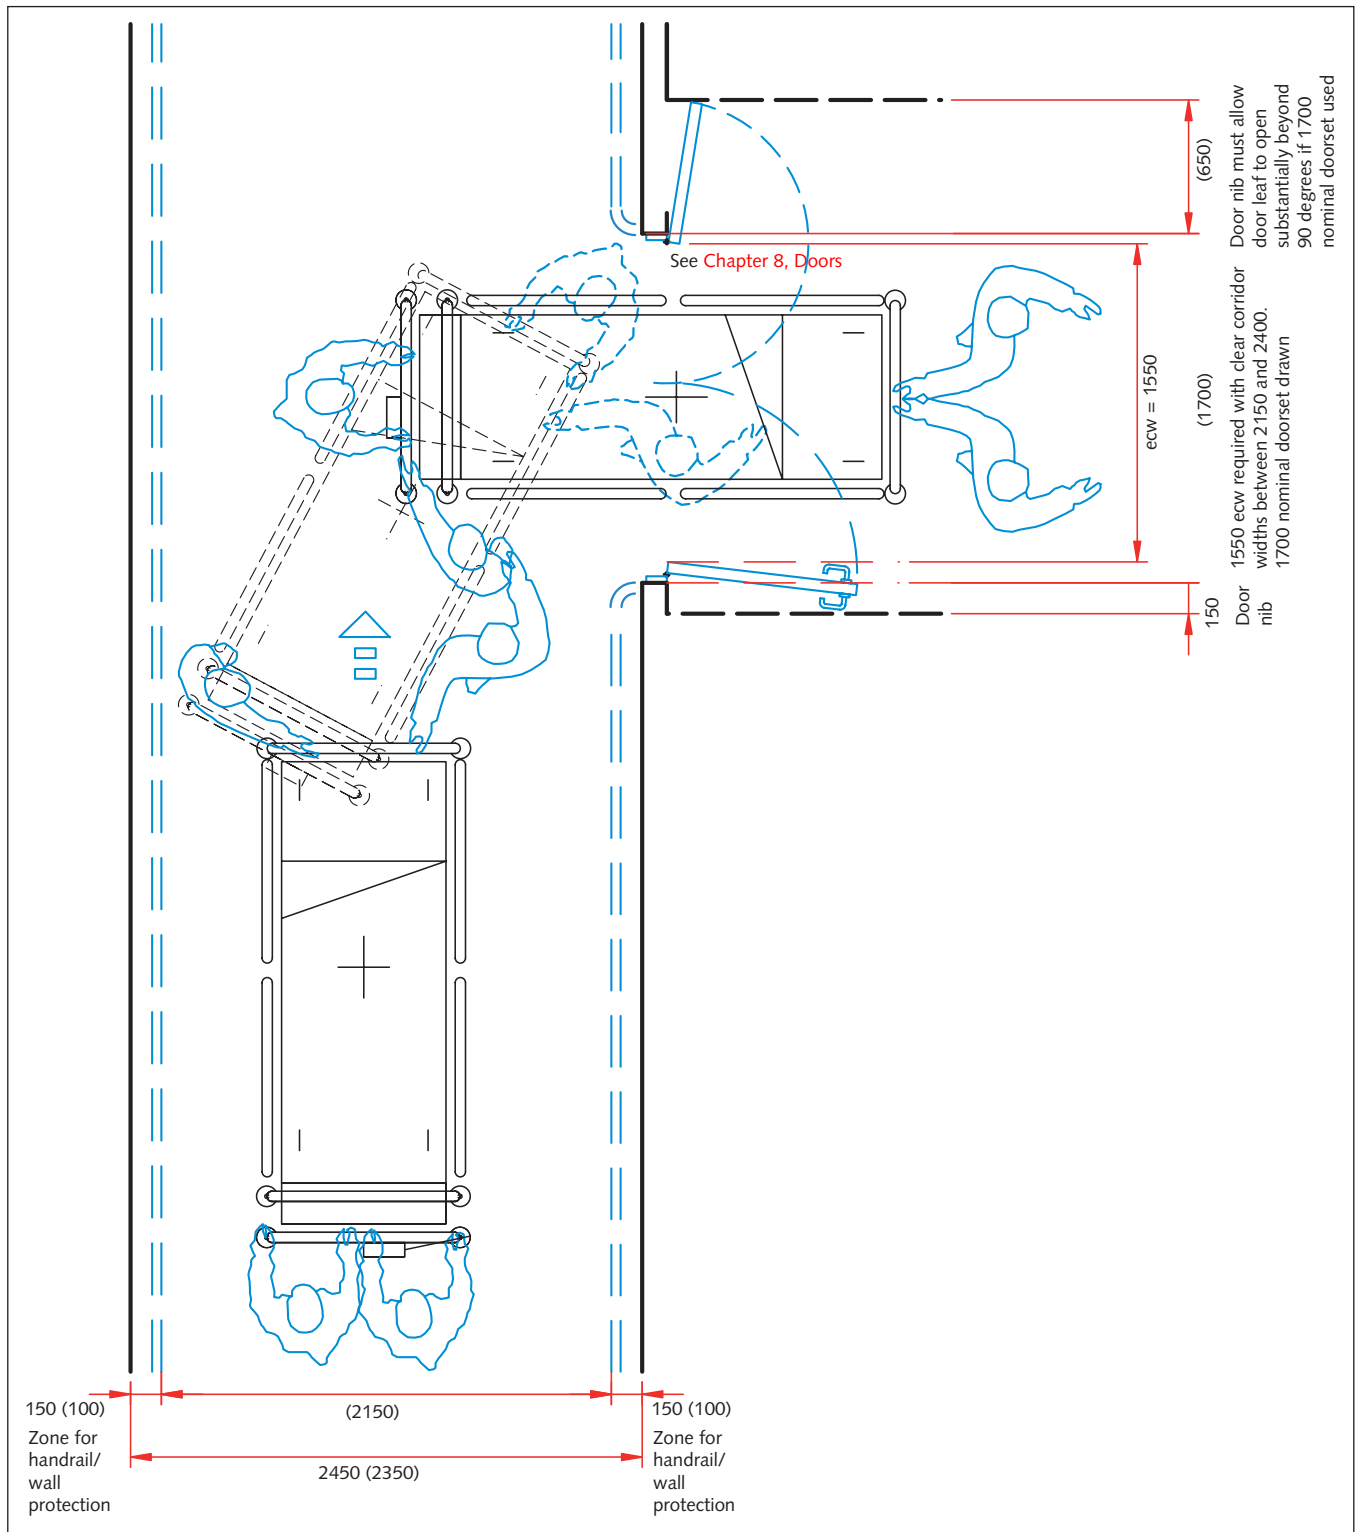 Door nib must allow
door leaf to open
substantially beyond
90 degrees if 1700
nominal doorset used
(650)
See Chapter 8, Doors
ecw = 1550
(1700)
1550 ecw required with clear corridor
widths between 2150 and 2400.
1700 nominal doorset drawn
150
Door
nib
150 (100)
Zone for
handrail/
wall
protection
(2150)
2450 (2350)
150 (100)
Zone for
handrail/
wall
protection